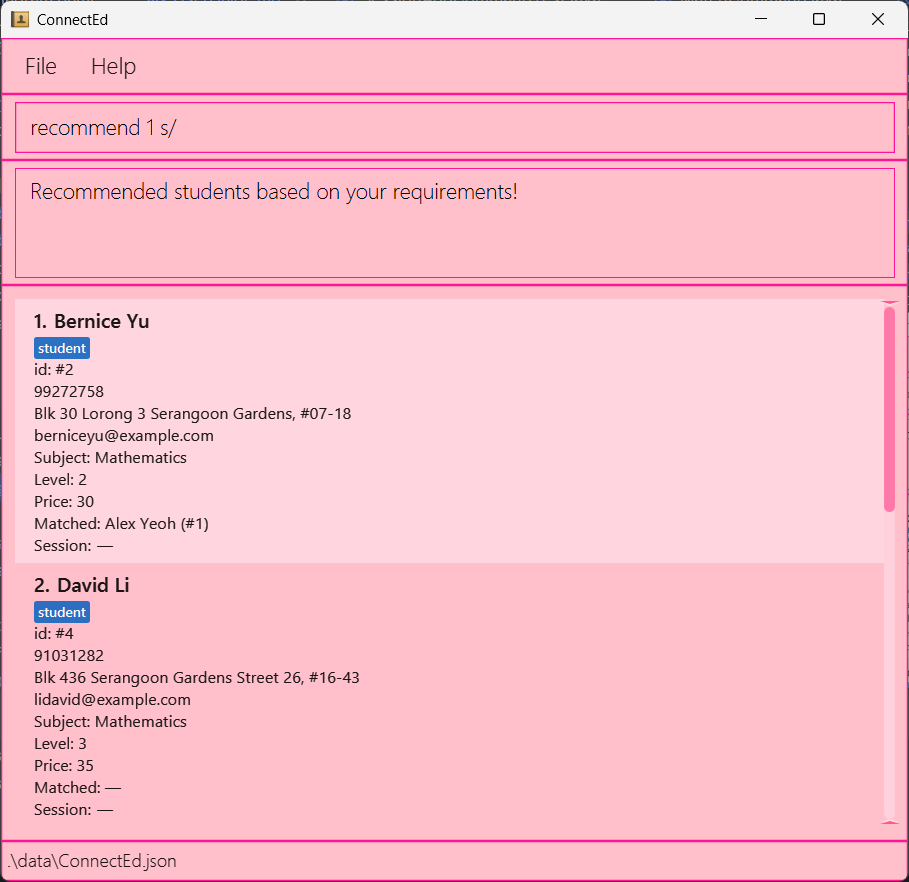 ConnectEd
File Help
recommend 1 s/
Recommended students based on your requirements!
1. Bernice Yu
student
id: #2
99272758
Blk 30 Lorong 3 Serangoon Gardens, #07-18
berniceyu@example.com
Subject: Mathematics
Level: 2
Price: 30
Matched: Alex Yeoh (#1)
Session: —
2. David Li
student
id: #4
91031282
Blk 436 Serangoon Gardens Street 26, #16-43
lidavid@example.com
Subject: Mathematics
Level: 3
Price: 35
Matched: —
Session: —
.\data\ConnectEd.json